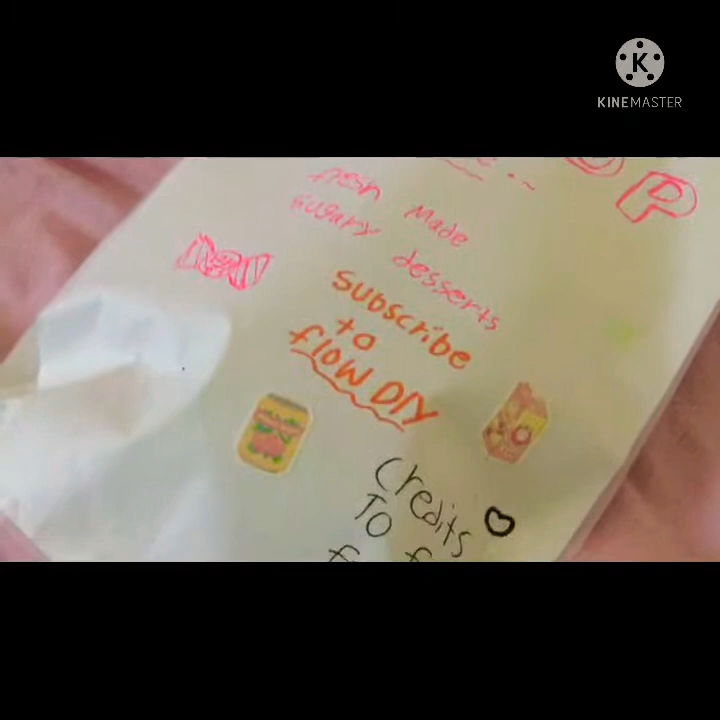 KINEMASTER
P
fresh Made
sugary desserts
Subscribe
to
flow DIY
Credits
To